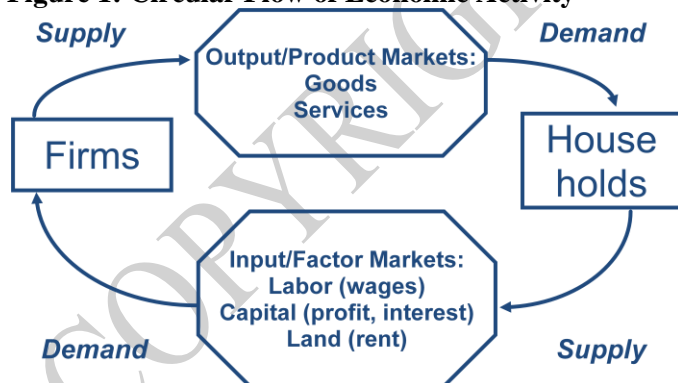 Figure 1: Circular Flow of Economic Activity
Supply
Demand
Output/Product Markets:
Goods
Services
Firms
House
holds
Input/Factor Markets:
Labor (wages)
Capital (profit, interest)
Land (rent)
Demand
Supply